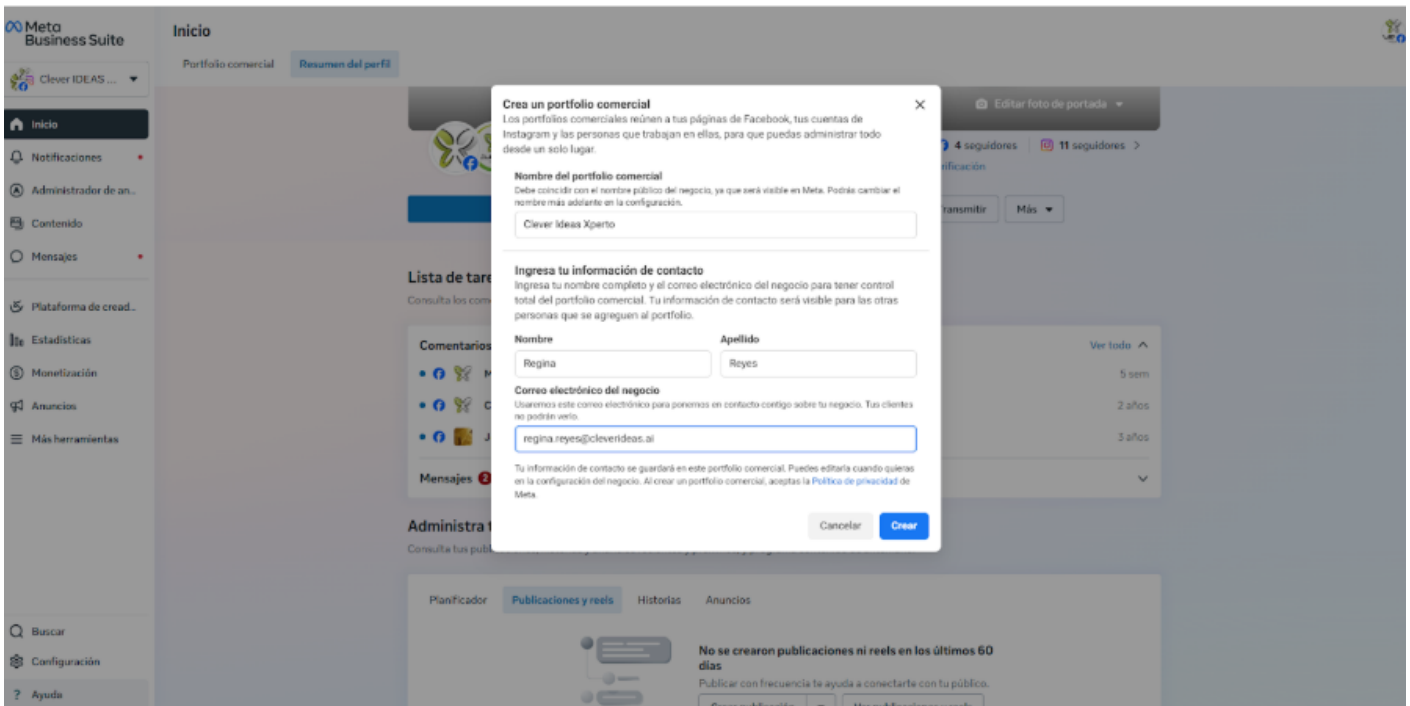 Meta
Business Suite
Inicio
Portfolio comercial
Resumen del perfil
Clever IDEAS ...
Inicio
Notificaciones
Administrador de an..
Contenido
Mensajes
Plataforma de cread..
Estadísticas
Monetización
Anuncios
Más herramientas
Buscar
Configuración
? Ayuda
Editar foto de portada
4 seguidores
11 seguidores
Más
Lista de tare
Consulta los com
Comentarios
Ver todo
5 sem
2 años
3 años
Mensajes 2
Administra t
Consulta tus publ
Crea un portfolio comercial
Los portfolios comerciales reúnen a tus páginas de Facebook, tus cuentas de
Instagram y las personas que trabajan en ellas, para que puedas administrar todo
desde un solo lugar.
Nombre del portfolio comercial
Debe coincidir con el nombre público del negocio, ya que será visible en Meta. Podrás cambiar el
nombre más adelante en la configuración.
Clever Ideas Xperto
Ingresa tu información de contacto
Ingresa tu nombre completo y el correo electrónico del negocio para tener control
total del portfolio comercial. Tu información de contacto será visible para las otras
personas que se agreguen al portfolio.
Nombre
Apellido
Regina
Reyes
Correo electrónico del negocio
Usaremos este correo electrónico para ponernos en contacto contigo sobre tu negocio. Tus clientes
no podrán verlo.
regina.reyes@cleverideas.ai
Tu información de contacto se guardará en este portfolio comercial. Puedes editarla cuando quieras
en la configuración del negocio. Al crear un portfolio comercial, aceptas la Política de privacidad de
Meta.
Cancelar
Crear
Planificador
Publicaciones y reels
Historias
Anuncios
No se crearon publicaciones ni reels en los últimos 60
días
Publicar con frecuencia te ayuda a conectarte con tu público.